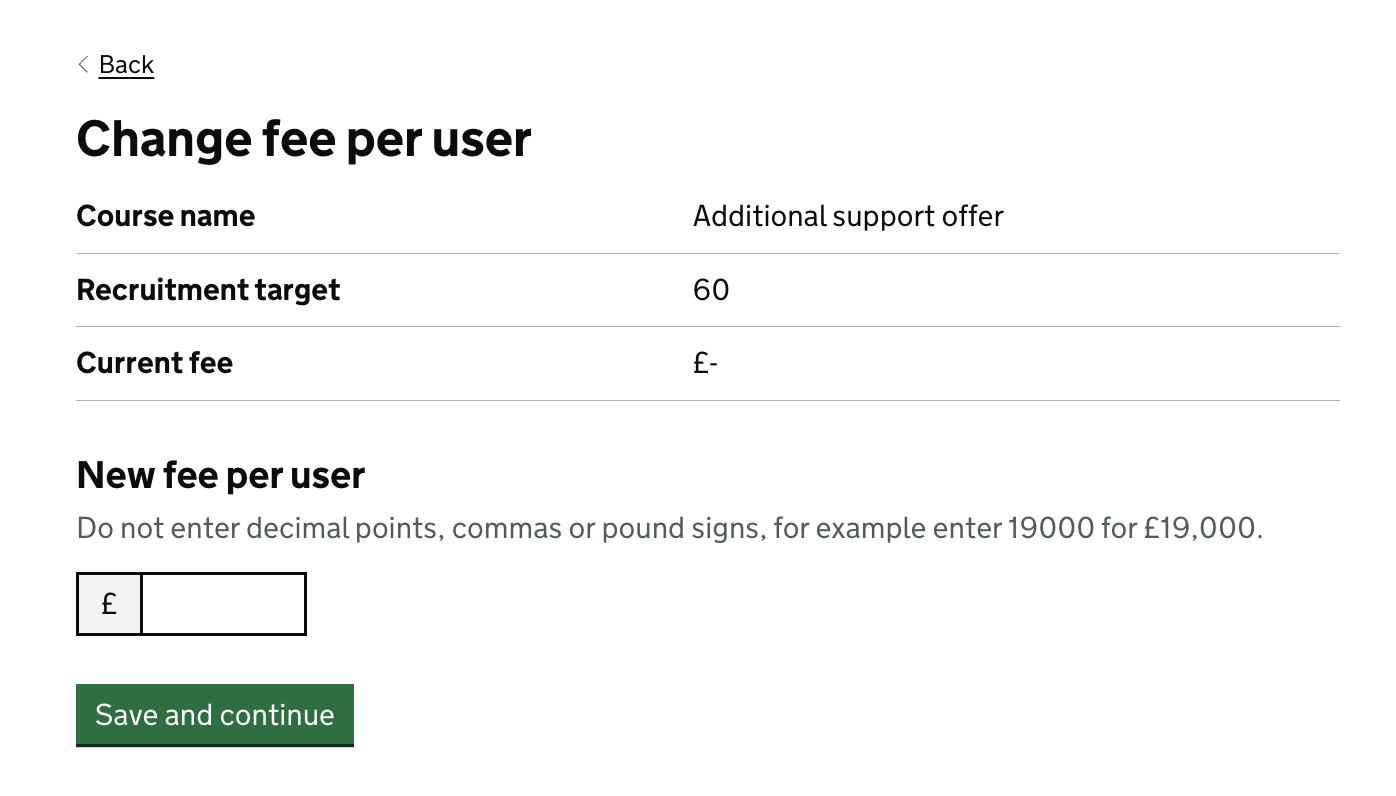 Back
Change fee per user
Course name Additional support offer
Recruitment target 60
Current fee £-
New fee per user
Do not enter decimal points, commas or pound signs, for example enter 19000 for £19,000.
£
Save and continue